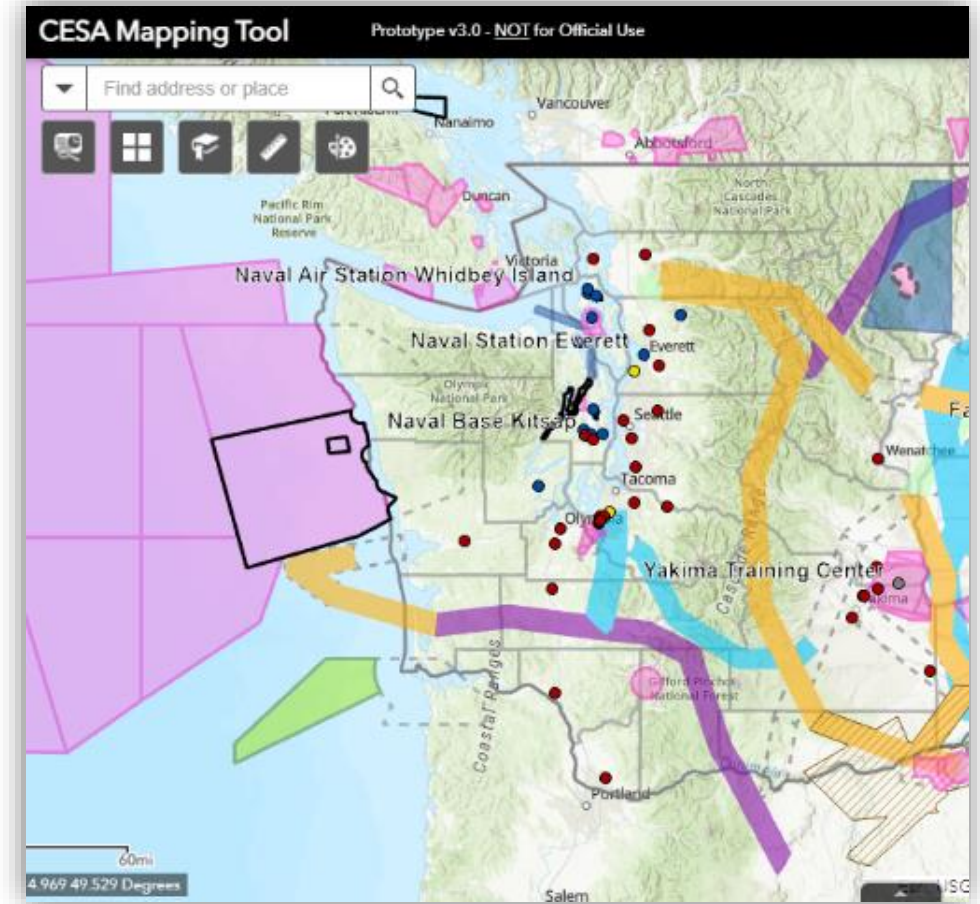 CESA Mapping Tool
Prototype v3.0 - NOT for Official Use
Find address or place
Nanaimo
Vancouver
Abbotsford
Duncan
North
Cascades
National Park
Pacific Rim
National Park
Reserve
Victoria
Naval Air Station Whidbey Island
Naval Station Everett
Everett
Olympic
National Park
Naval Base Kitsap
Seattle
Fa
Wenatchee
Tacoma
Olympia
Yakima Training Center
Yakima
Cascade Range
Gifford Pinchot
National Forest
Coastal Ranges
Portland
60mi
4.969 49.529 Degrees
Salem